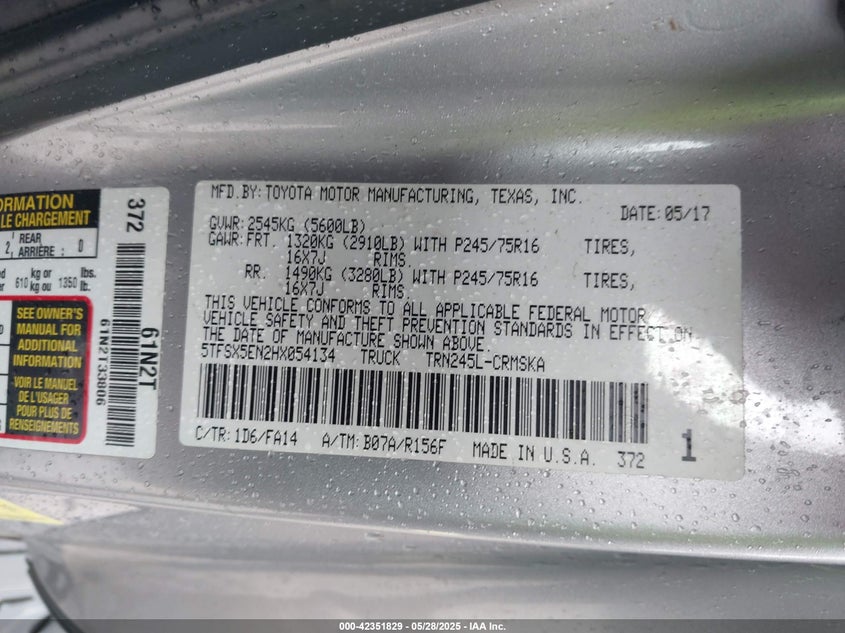 ORMATION
LE CHARGEMENT
2, REAR
ARRIÈRE : 0
kg or lbs.
610 kg ou 1350 lb.
SEE OWNER'S
MANUAL FOR
ADDITIONAL
INFORMATION
VOIR LE MANUEL
DE L'USAGER
POUR PLUS DE
RENSEIGNEMENTS
372
61N2T33806
61N2T
MFD.BY:TOYOTA MOTOR MANUFACTURING, TEXAS, INC.
DATE:05/17
GVWR:2545KG (5600LB)
GAWR:FRT. 1320KG (2910LB) WITH P245/75R16 TIRES,
16X7J RIMS.
RR. 1490KG (3280LB) WITH P245/75R16 TIRES,
16X7J RIMS.
THIS VEHICLE CONFORMS TO ALL APPLICABLE FEDERAL MOTOR
VEHICLE SAFETY AND THEFT PREVENTION STANDARDS IN EFFECT ON
THE DATE OF MANUFACTURE SHOWN ABOVE.
5TFSX5EN2HX054134 TRUCK TRN245L-CRMSKA
C/TR:1D6/FA14 A/TM:B07A/R156F MADE IN U.S.A. 372 1
000-42351829 — 05/28/2025 — IAA Inc.